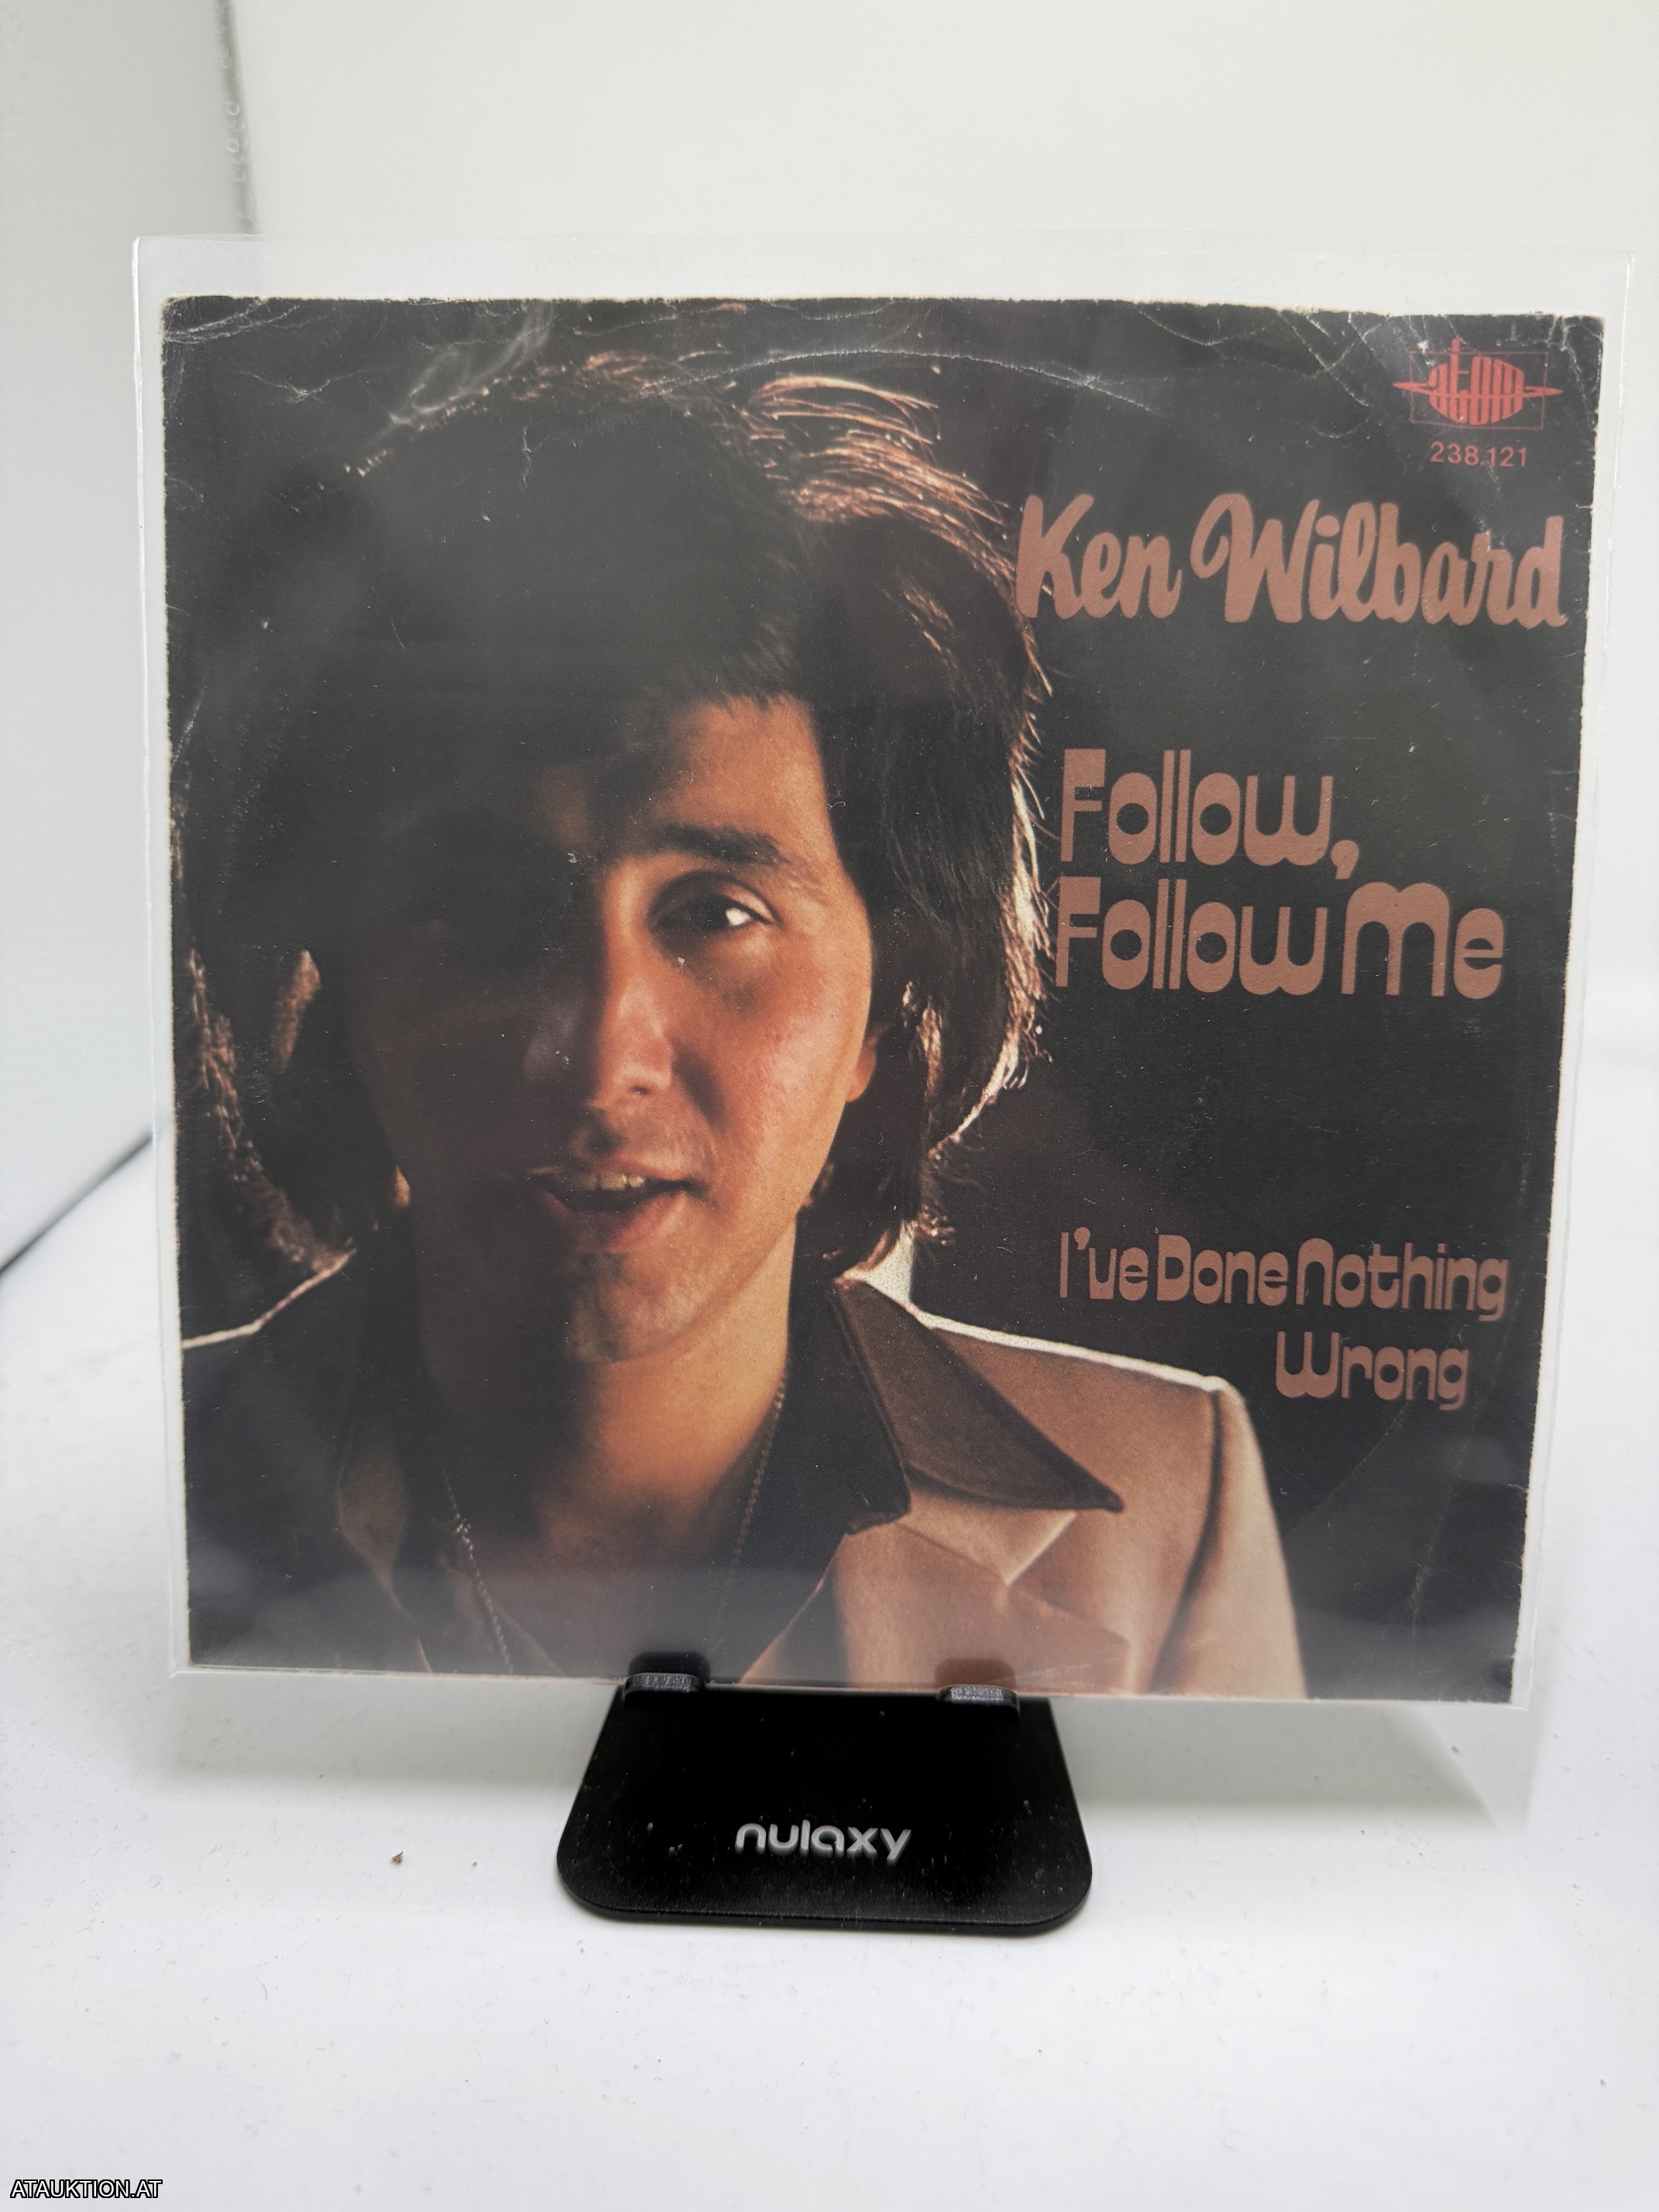 atom
238.121
Ken Wilbard
Follow,
Follow Me
I've Done Nothing
Wrong
nulaxy
ATAUKTION.AT